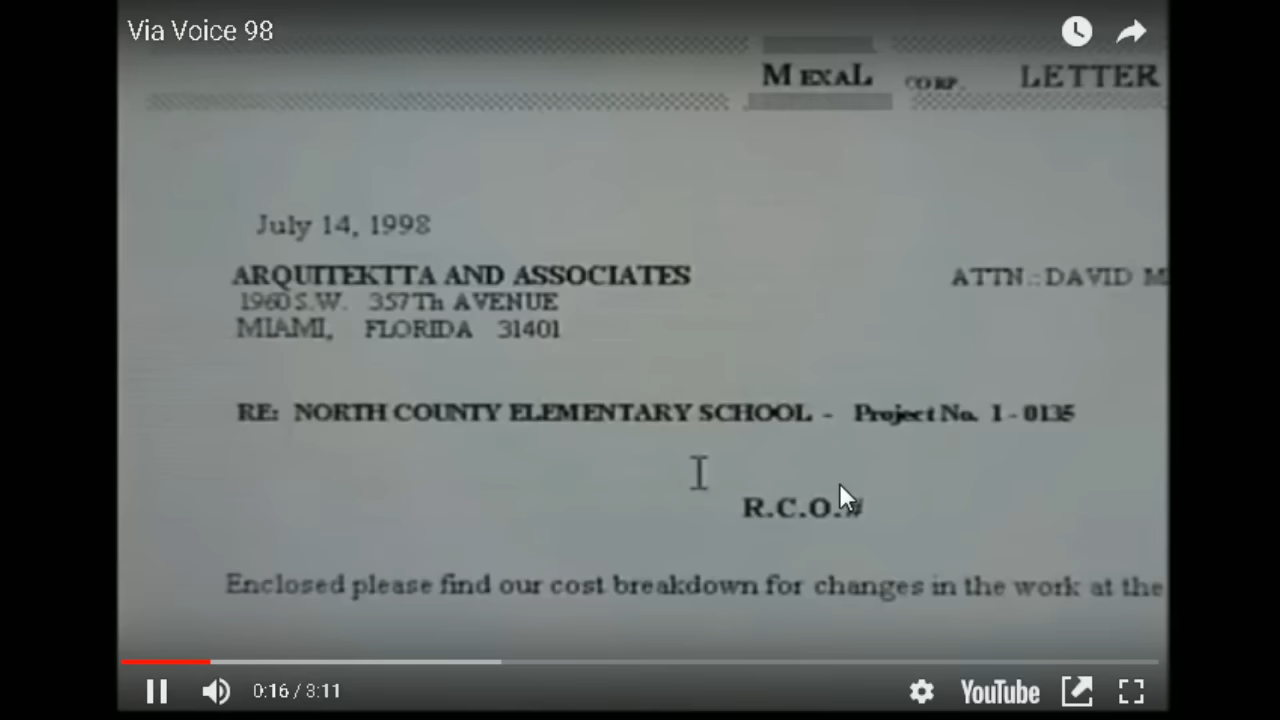 Via Voice 98
MEXAL CORP. LETTER
July 14, 1998
ARQUITEKTTA AND ASSOCIATES ATTN.: DAVID M
1960 S.W. 357Th AVENUE
MIAMI, FLORIDA 31401
RE: NORTH COUNTY ELEMENTARY SCHOOL - Project No. 1 - 0135
R.C.O.#
Enclosed please find our cost breakdown for changes in the work at the
0:16 / 3:11 YouTube